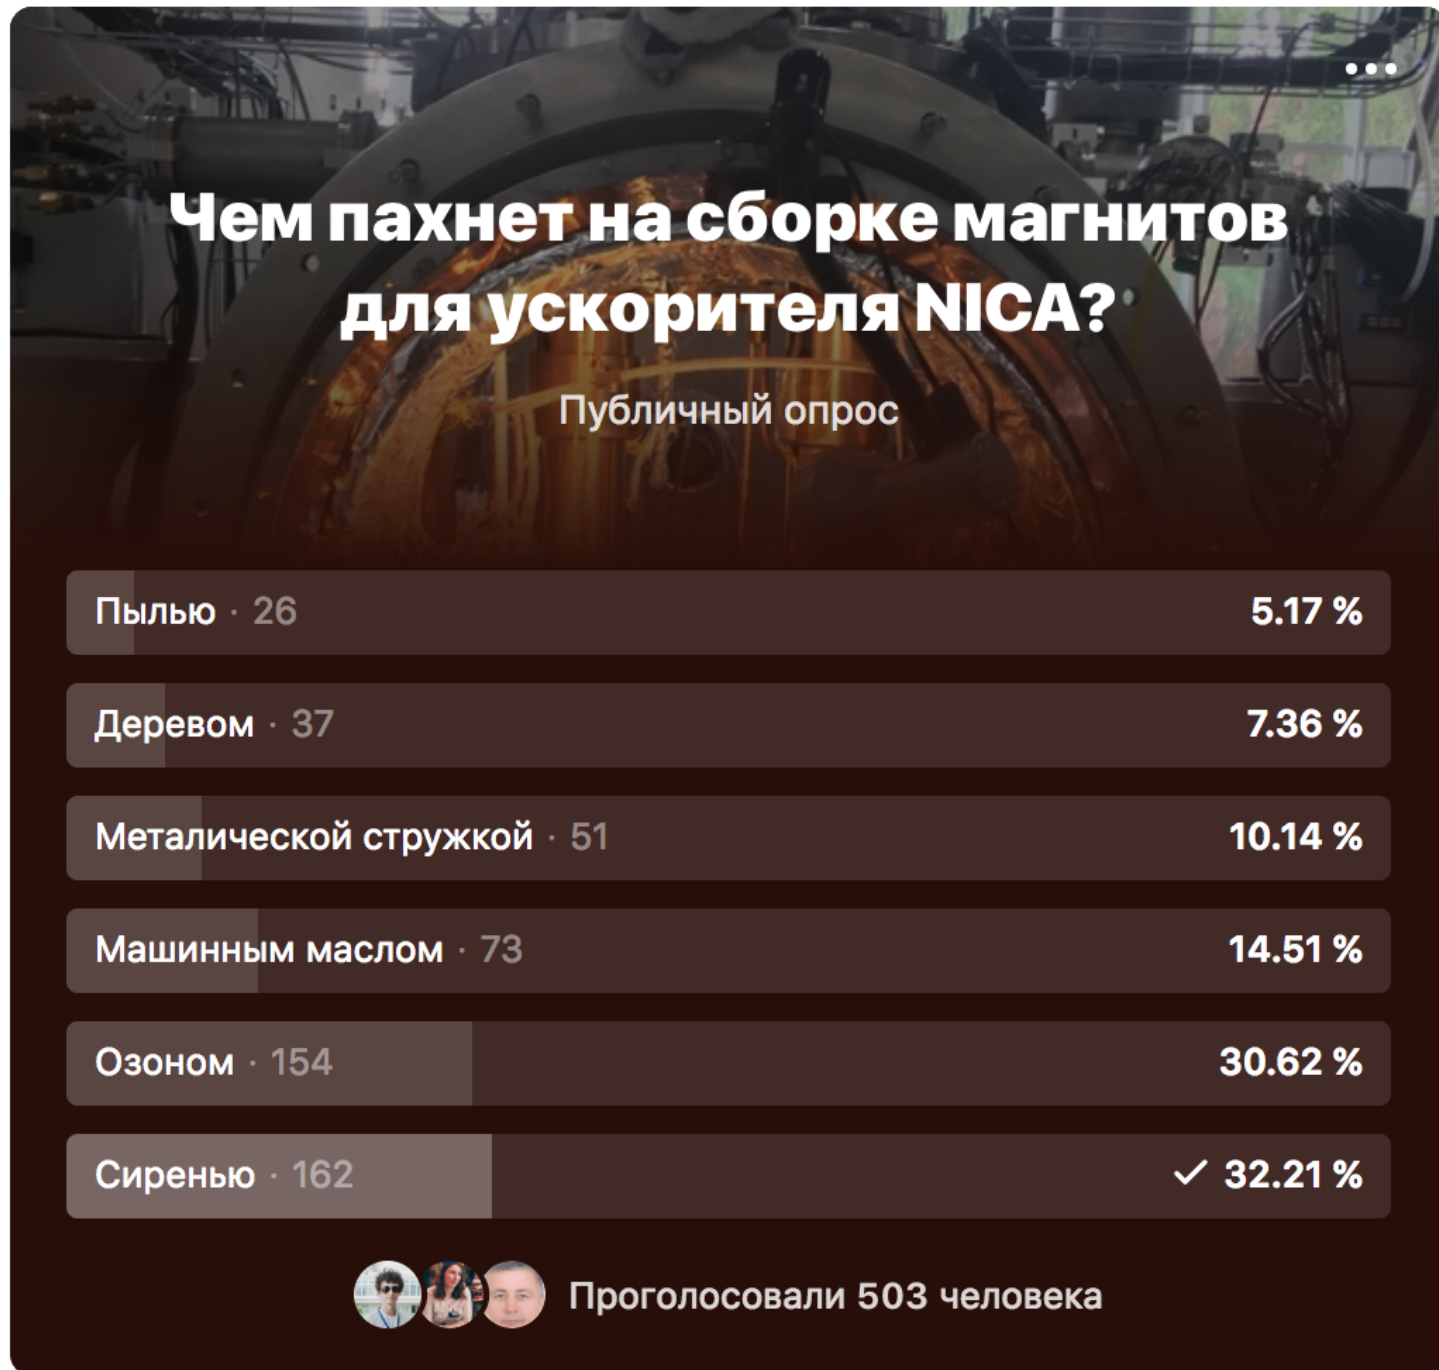 Чем пахнет на сборке магнитов
для ускорителя NICA?
Публичный опрос
Пылью · 26 5.17 %
Деревом · 37 7.36 %
Металической стружкой · 51 10.14 %
Машинным маслом · 73 14.51 %
Озоном · 154 30.62 %
Сиренью · 162 32.21 %
Проголосовали 503 человека